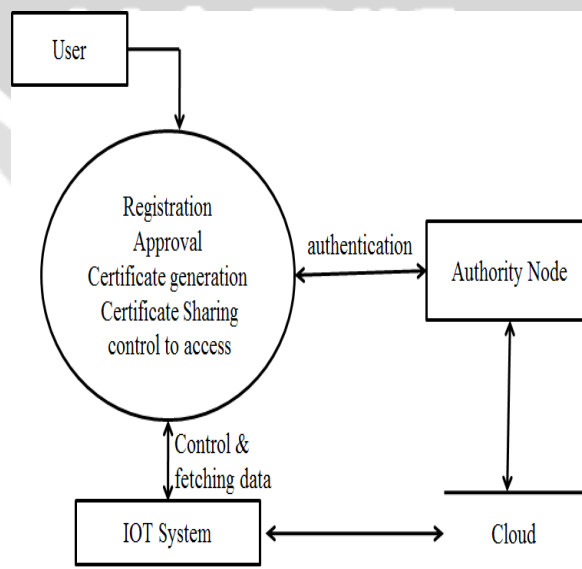 User
Registration
Approval
Certificate generation
Certificate Sharing
control to access
authentication
Authority Node
Control &
fetching data
IOT System
Cloud